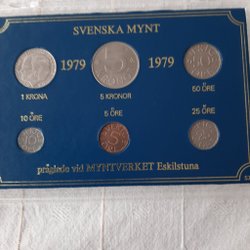 SVENSKA MYNT
1979 1979
1 KRONA 5 KRONOR 50 ÖRE
10 ÖRE 5 ÖRE 25 ÖRE
präglade vid MYNTVERKET Eskilstuna